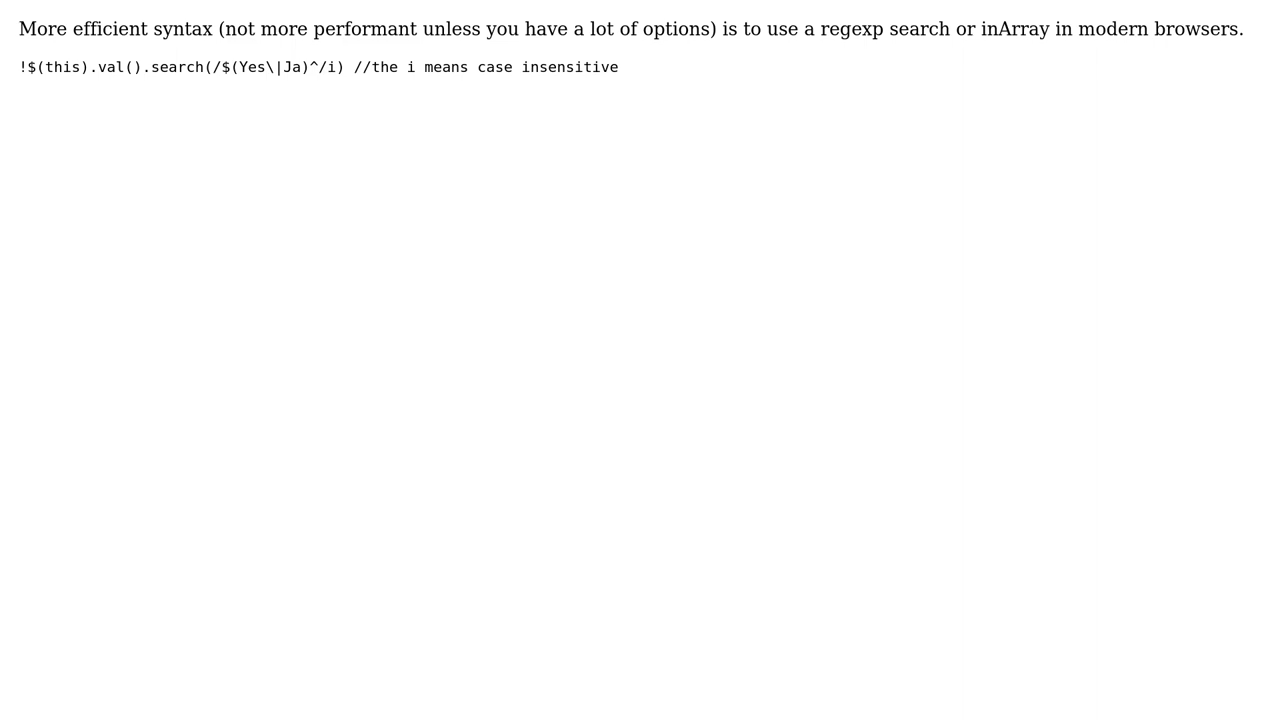 More efficient syntax (not more performant unless you have a lot of options) is to use a regexp search or inArray in modern browsers.
!$(this).val().search(/$(Yes\|Ja)^/i) //the i means case insensitive